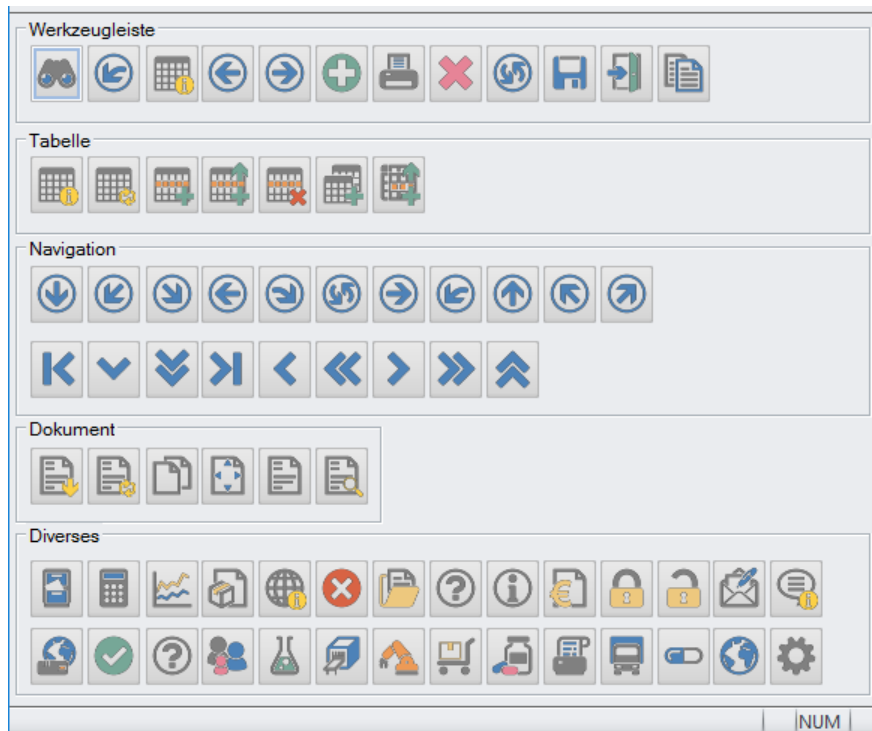 Werkzeugleiste
Tabelle
Navigation
Dokument
Diverses
NUM